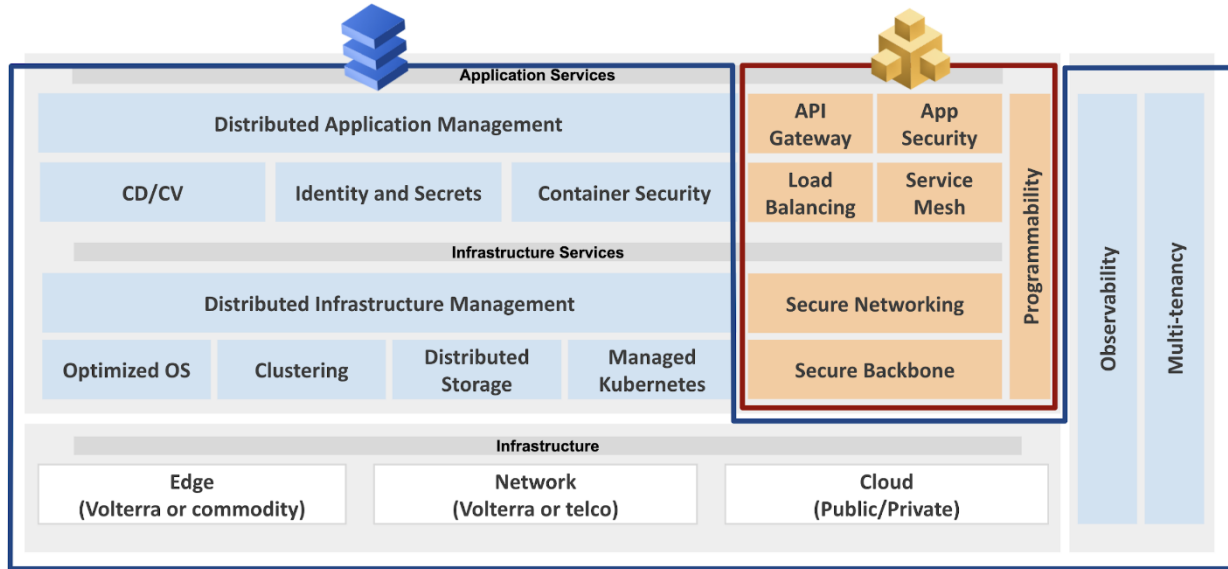 Application Services
Distributed Application Management
API
Gateway
App
Security
CD/CV
Identity and Secrets
Container Security
Load
Balancing
Service
Mesh
Programmability
Infrastructure Services
Distributed Infrastructure Management
Secure Networking
Optimized OS
Clustering
Distributed
Storage
Managed
Kubernetes
Secure Backbone
Observability
Multi-tenancy
Infrastructure
Edge
(Volterra or commodity)
Network
(Volterra or telco)
Cloud
(Public/Private)